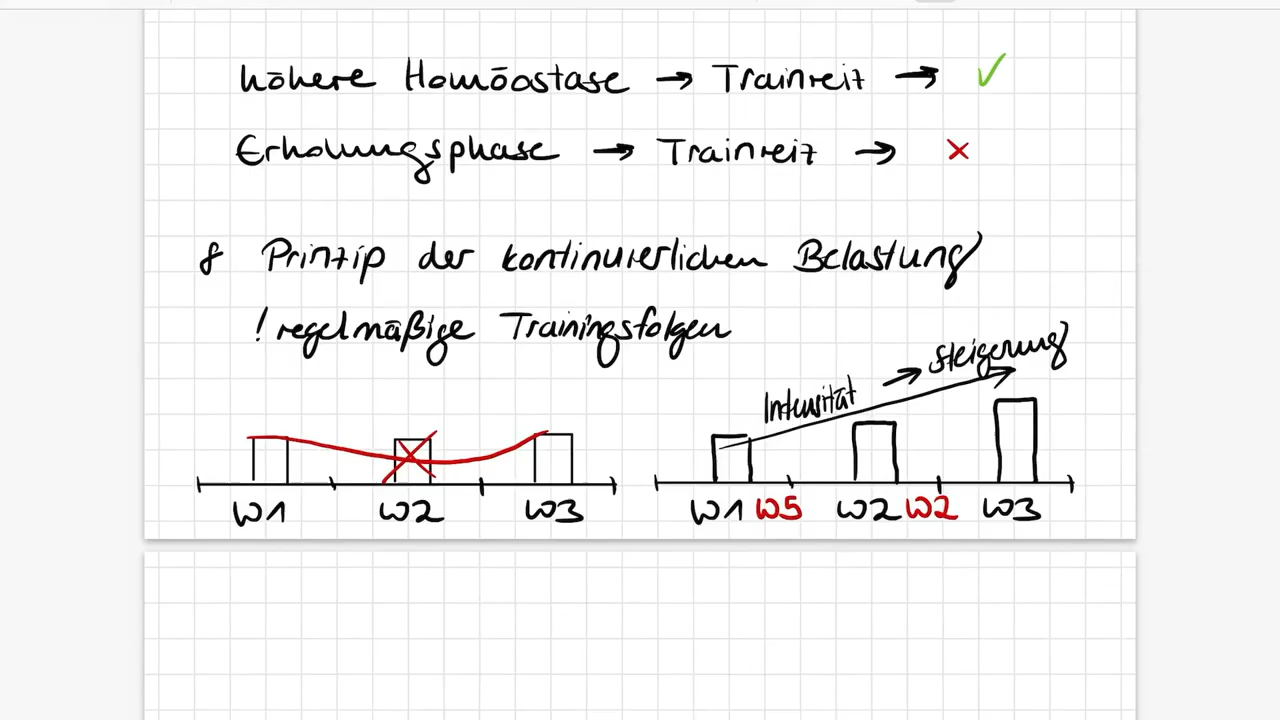 höhere Homöostase → Trainreiz → ✓
Erholungsphase → Trainreiz → ×
8 Prinzip der kontinuierlichen Belastung
! regelmäßige Trainingsfolgen
Intensität → Steigerung
W1 W2 W3
W1 W5 W2 W2 W3